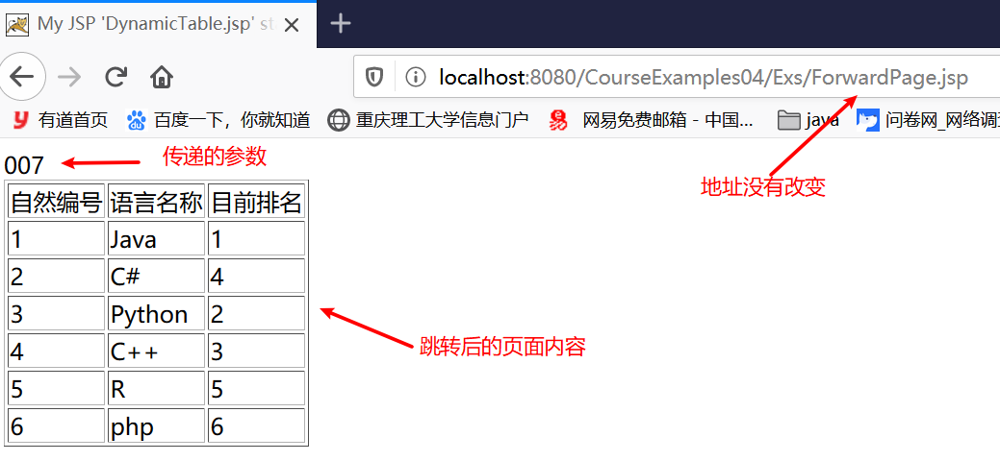 My JSP 'DynamicTable.jsp' st
localhost:8080/CourseExamples04/Exs/ForwardPage.jsp
有道首页 百度一下，你就知道 重庆理工大学信息门户 易 网易免费邮箱 - 中国... java 问卷网_网络调查
007 传递的参数
地址没有改变
自然编号 语言名称 目前排名
1 Java 1
2 C# 4
3 Python 2
4 C++ 3
5 R 5
6 php 6
跳转后的页面内容